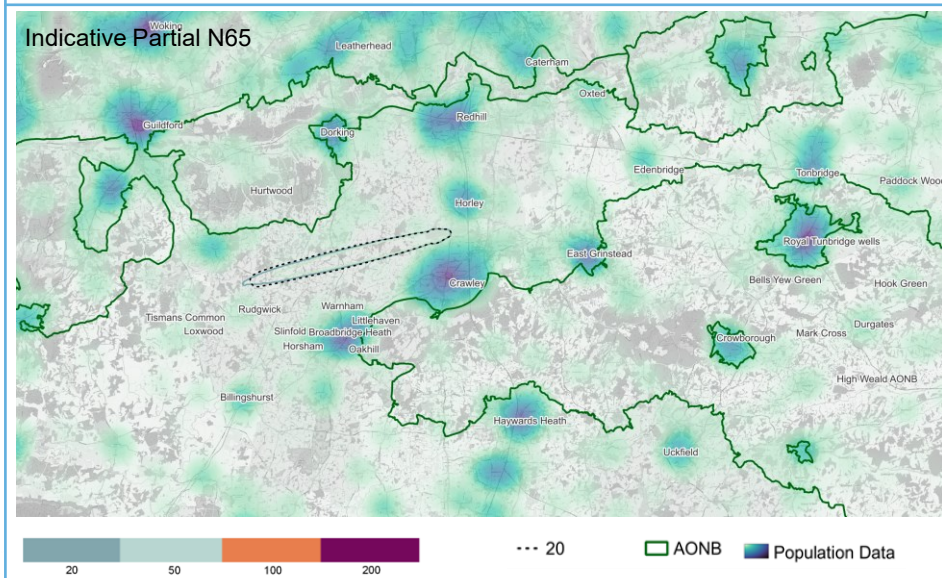 Indicative Partial N65
Woking
Leatherhead
Caterham
Oxted
Guildford
Redhill
Dorking
Edenbridge
Tonbridge
Paddock Wood
Hurtwood
Horley
Royal Tunbridge wells
East Grinstead
Bells Yew Green
Hook Green
Crawley
Rudgwick
Warnham
Tismans Common
Littlehaven
Durgates
Loxwood
Slinfold
Broadbridge Heath
Mark Cross
Crowborough
Horsham
Oakhill
High Weald AONB
Billingshurst
Haywards Heath
Uckfield
20
50
100
200
20
AONB
Population Data